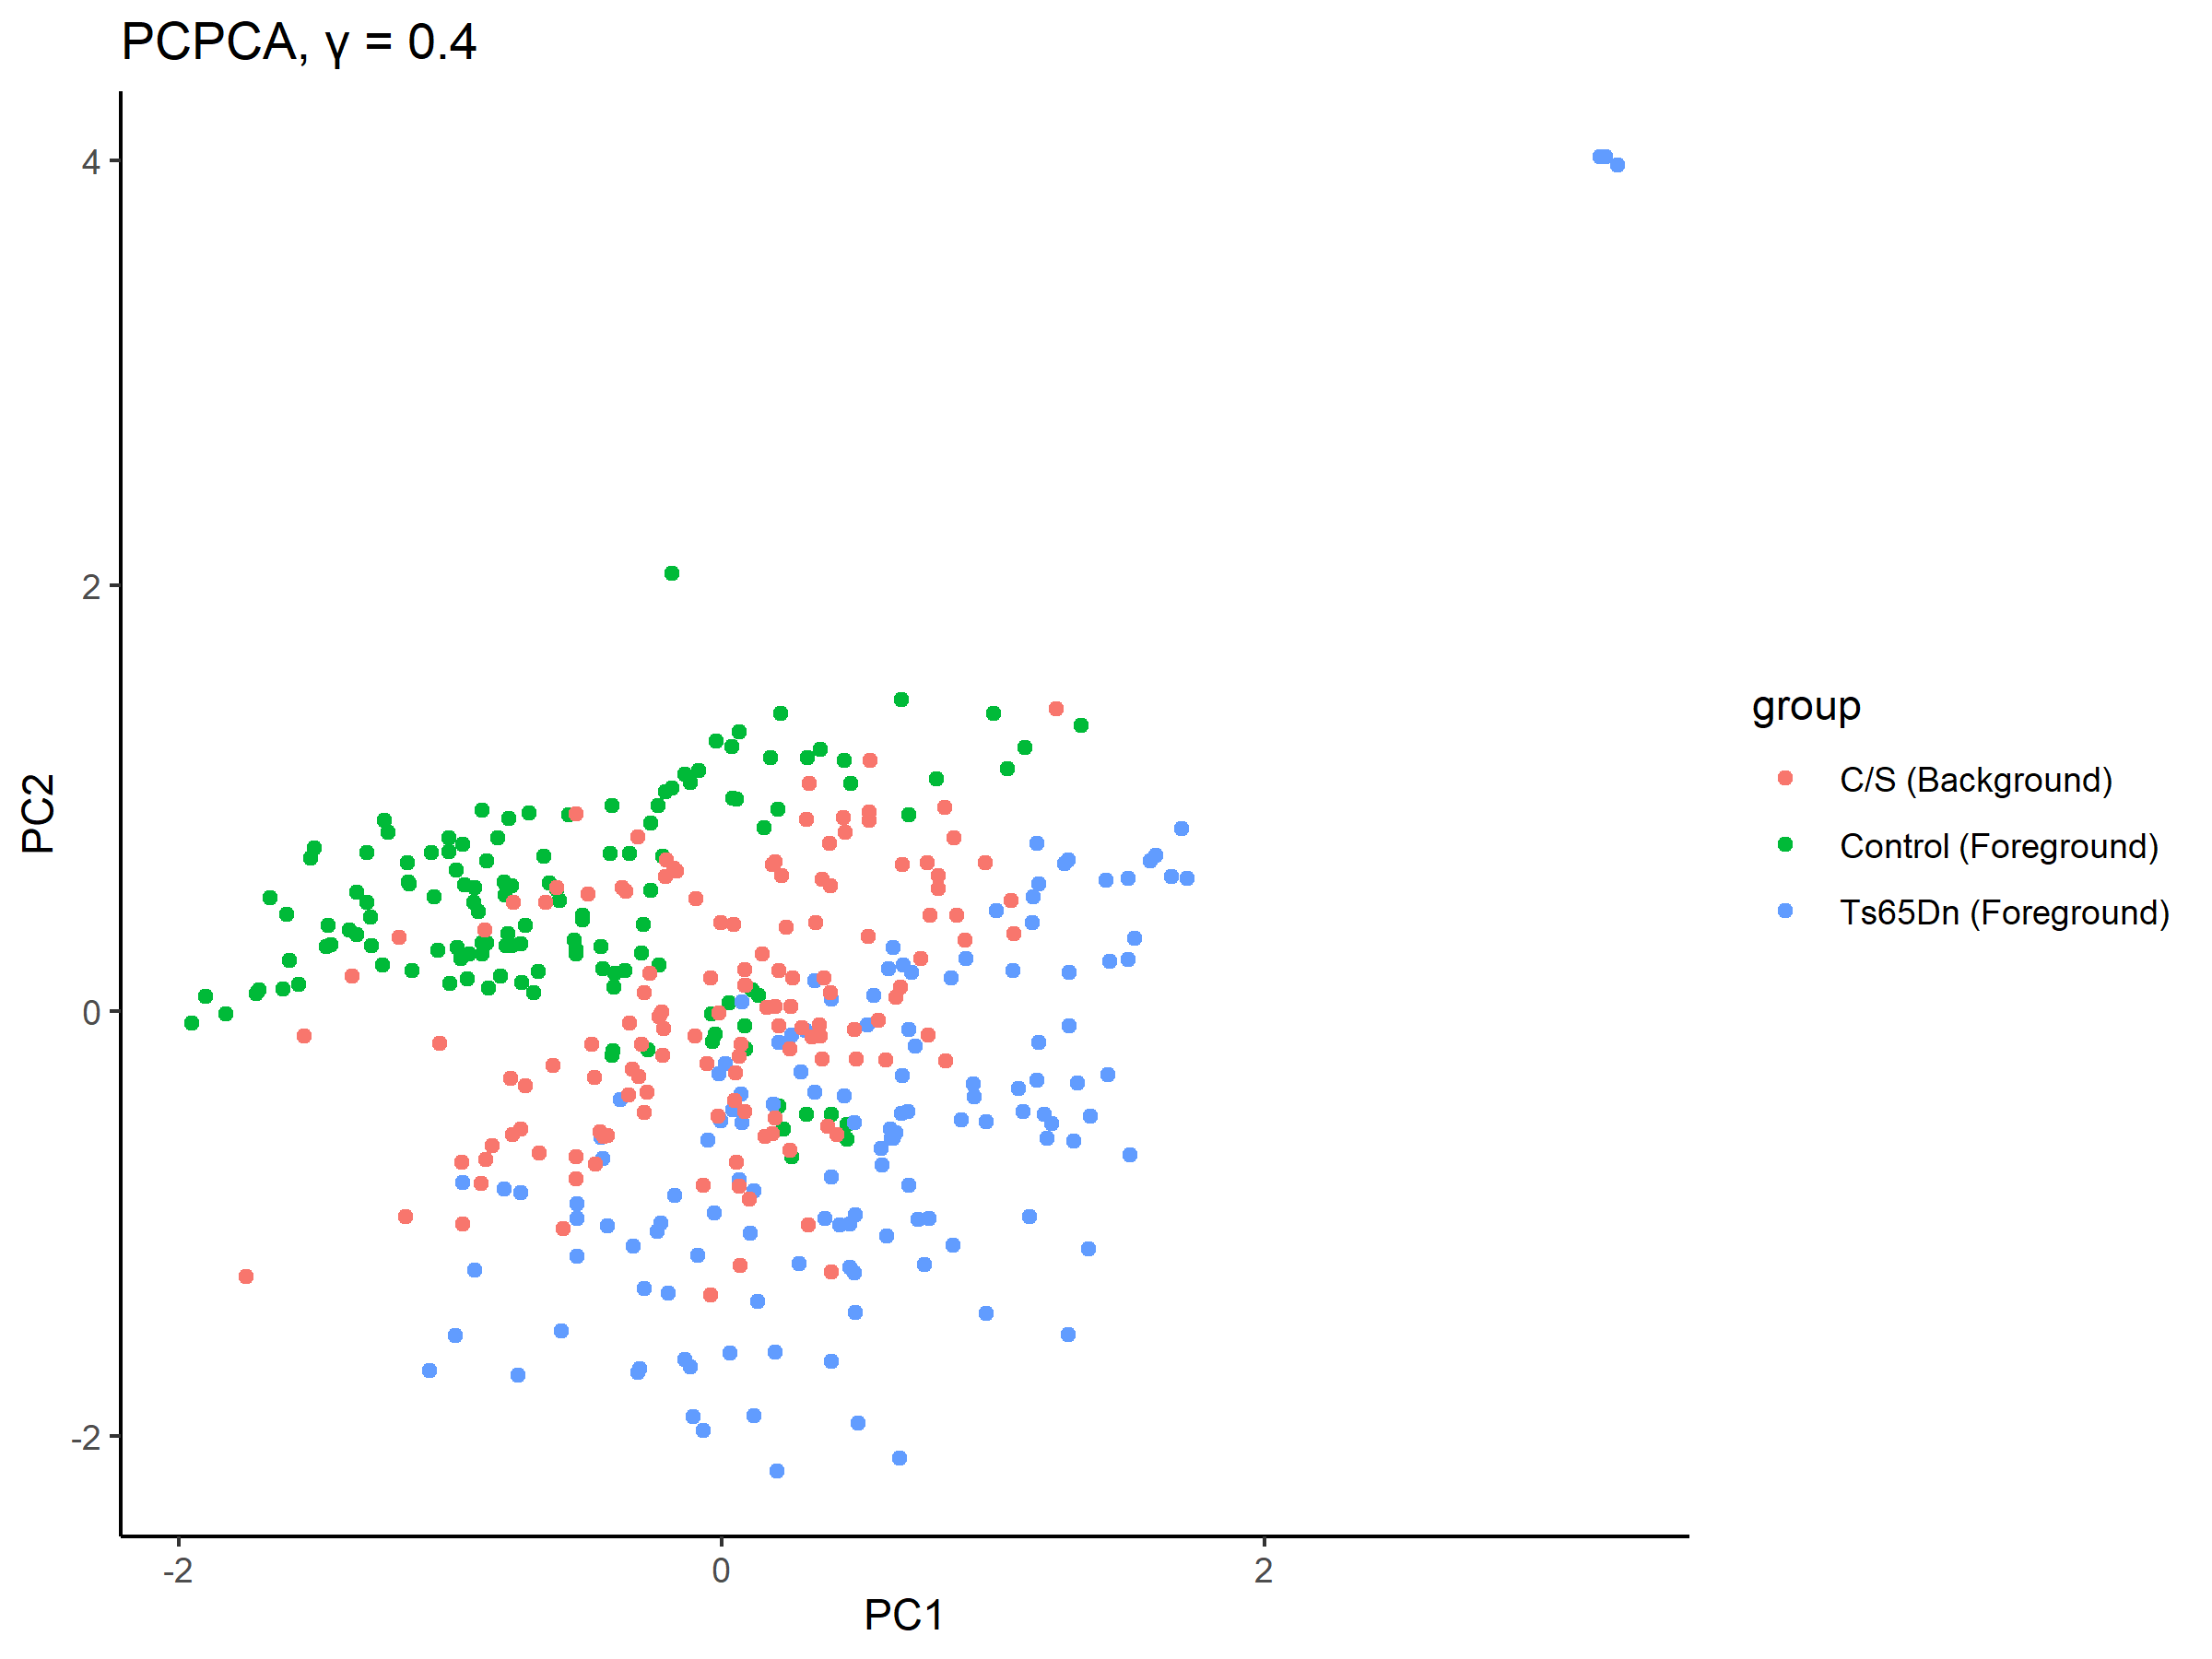 PCPCA, γ = 0.4
4
2
0
-2
-2
0
2
PC1
PC2
group
C/S (Background)
Control (Foreground)
Ts65Dn (Foreground)